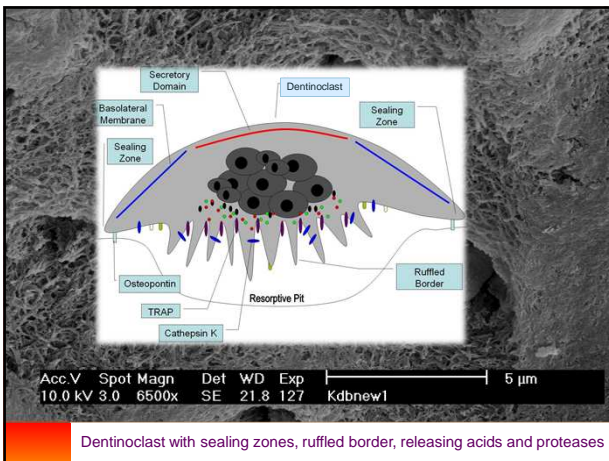 Secretory
Domain
Dentinoclast
Basolateral
Membrane
Sealing
Zone
Sealing
Zone
Osteopontin
Ruffled
Border
TRAP
Resorptive Pit
Cathepsin K
Acc.V Spot Magn Det WD Exp 5 µm
10.0 kV 3.0 6500x SE 21.8 127 Kdbnew1
Dentinoclast with sealing zones, ruffled border, releasing acids and proteases